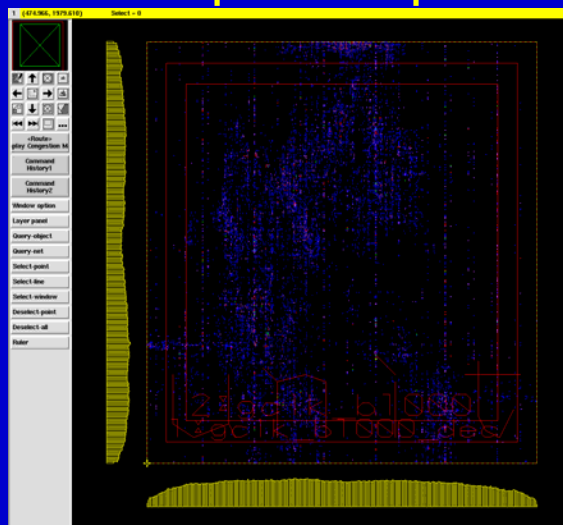 1 (474.966, 1979.610) Select = 0
<Route>
play Congestion M
Command
History1
Command
History2
Window option
Layer panel
Query-object
Query-net
Select-point
Select-line
Select-window
Deselect-point
Deselect-all
Ruler